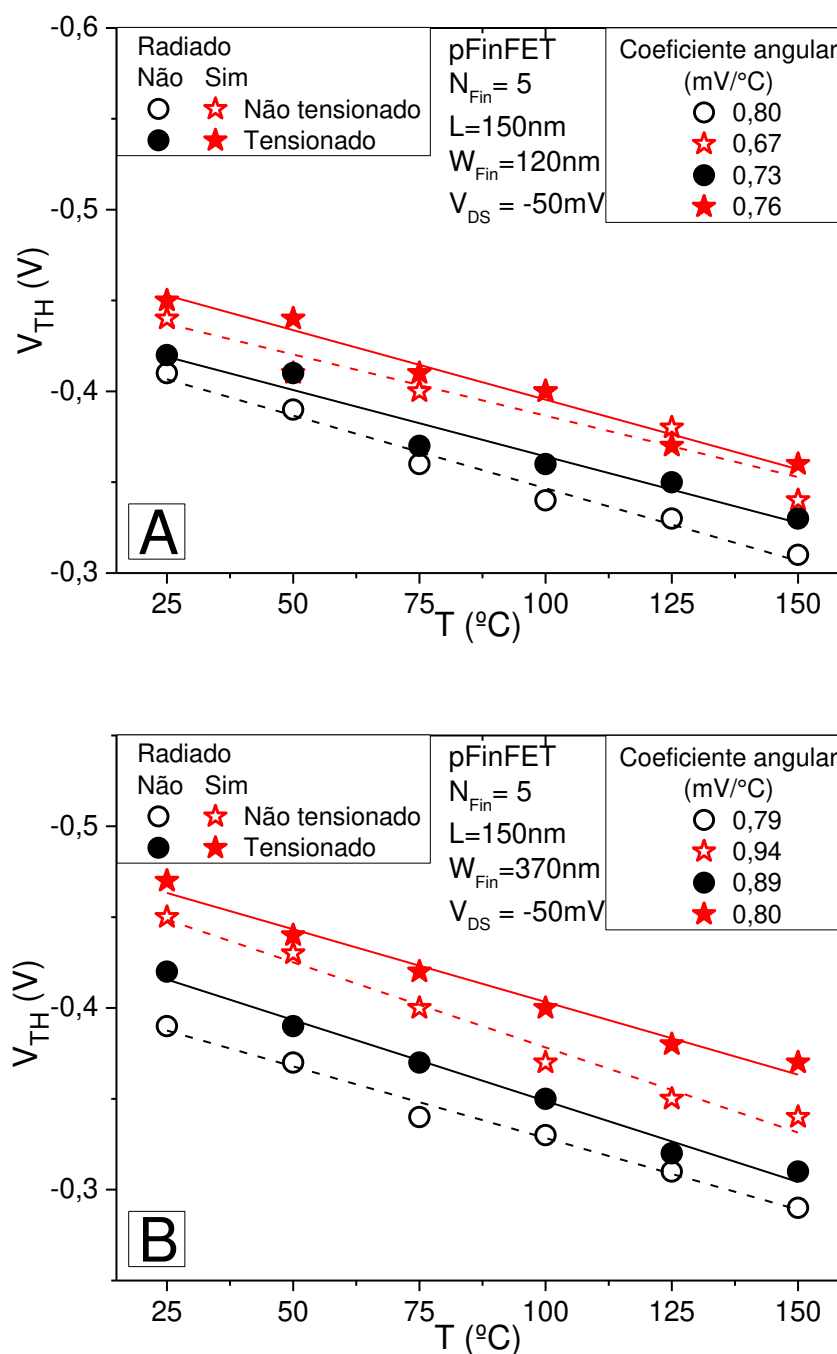 -0,6
Radiado
Não Sim
Não tensionado
Tensionado
pFinFET
N_Fin= 5
L=150nm
W_Fin=120nm
V_DS = -50mV
Coeficiente angular
(mV/°C)
0,80
0,67
0,73
0,76
-0,5
V_TH (V)
-0,4
A
-0,3
25 50 75 100 125 150
T (ºC)
Radiado
Não Sim
Não tensionado
Tensionado
pFinFET
N_Fin= 5
L=150nm
W_Fin=370nm
V_DS = -50mV
Coeficiente angular
(mV/°C)
0,79
0,94
0,89
0,80
-0,5
V_TH (V)
-0,4
-0,3
B
25 50 75 100 125 150
T (ºC)